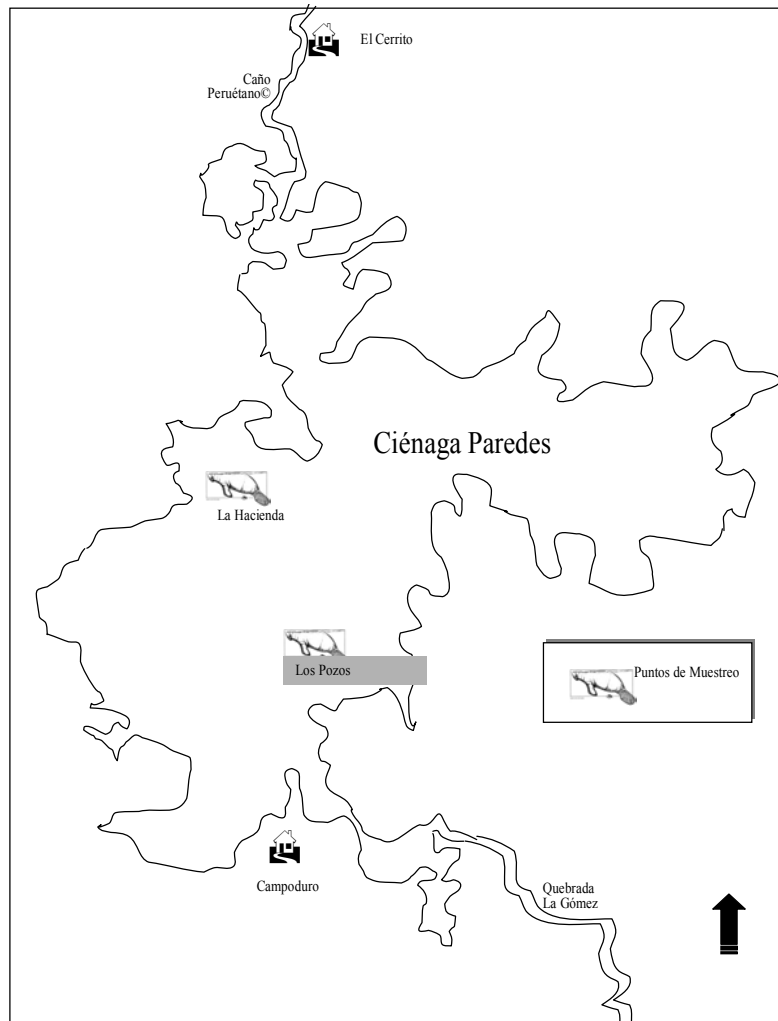 El Cerrito
Caño
Peruétano©
Ciénaga Paredes
La Hacienda
Los Pozos
Puntos de Muestreo
Campoduro
Quebrada
La Gómez